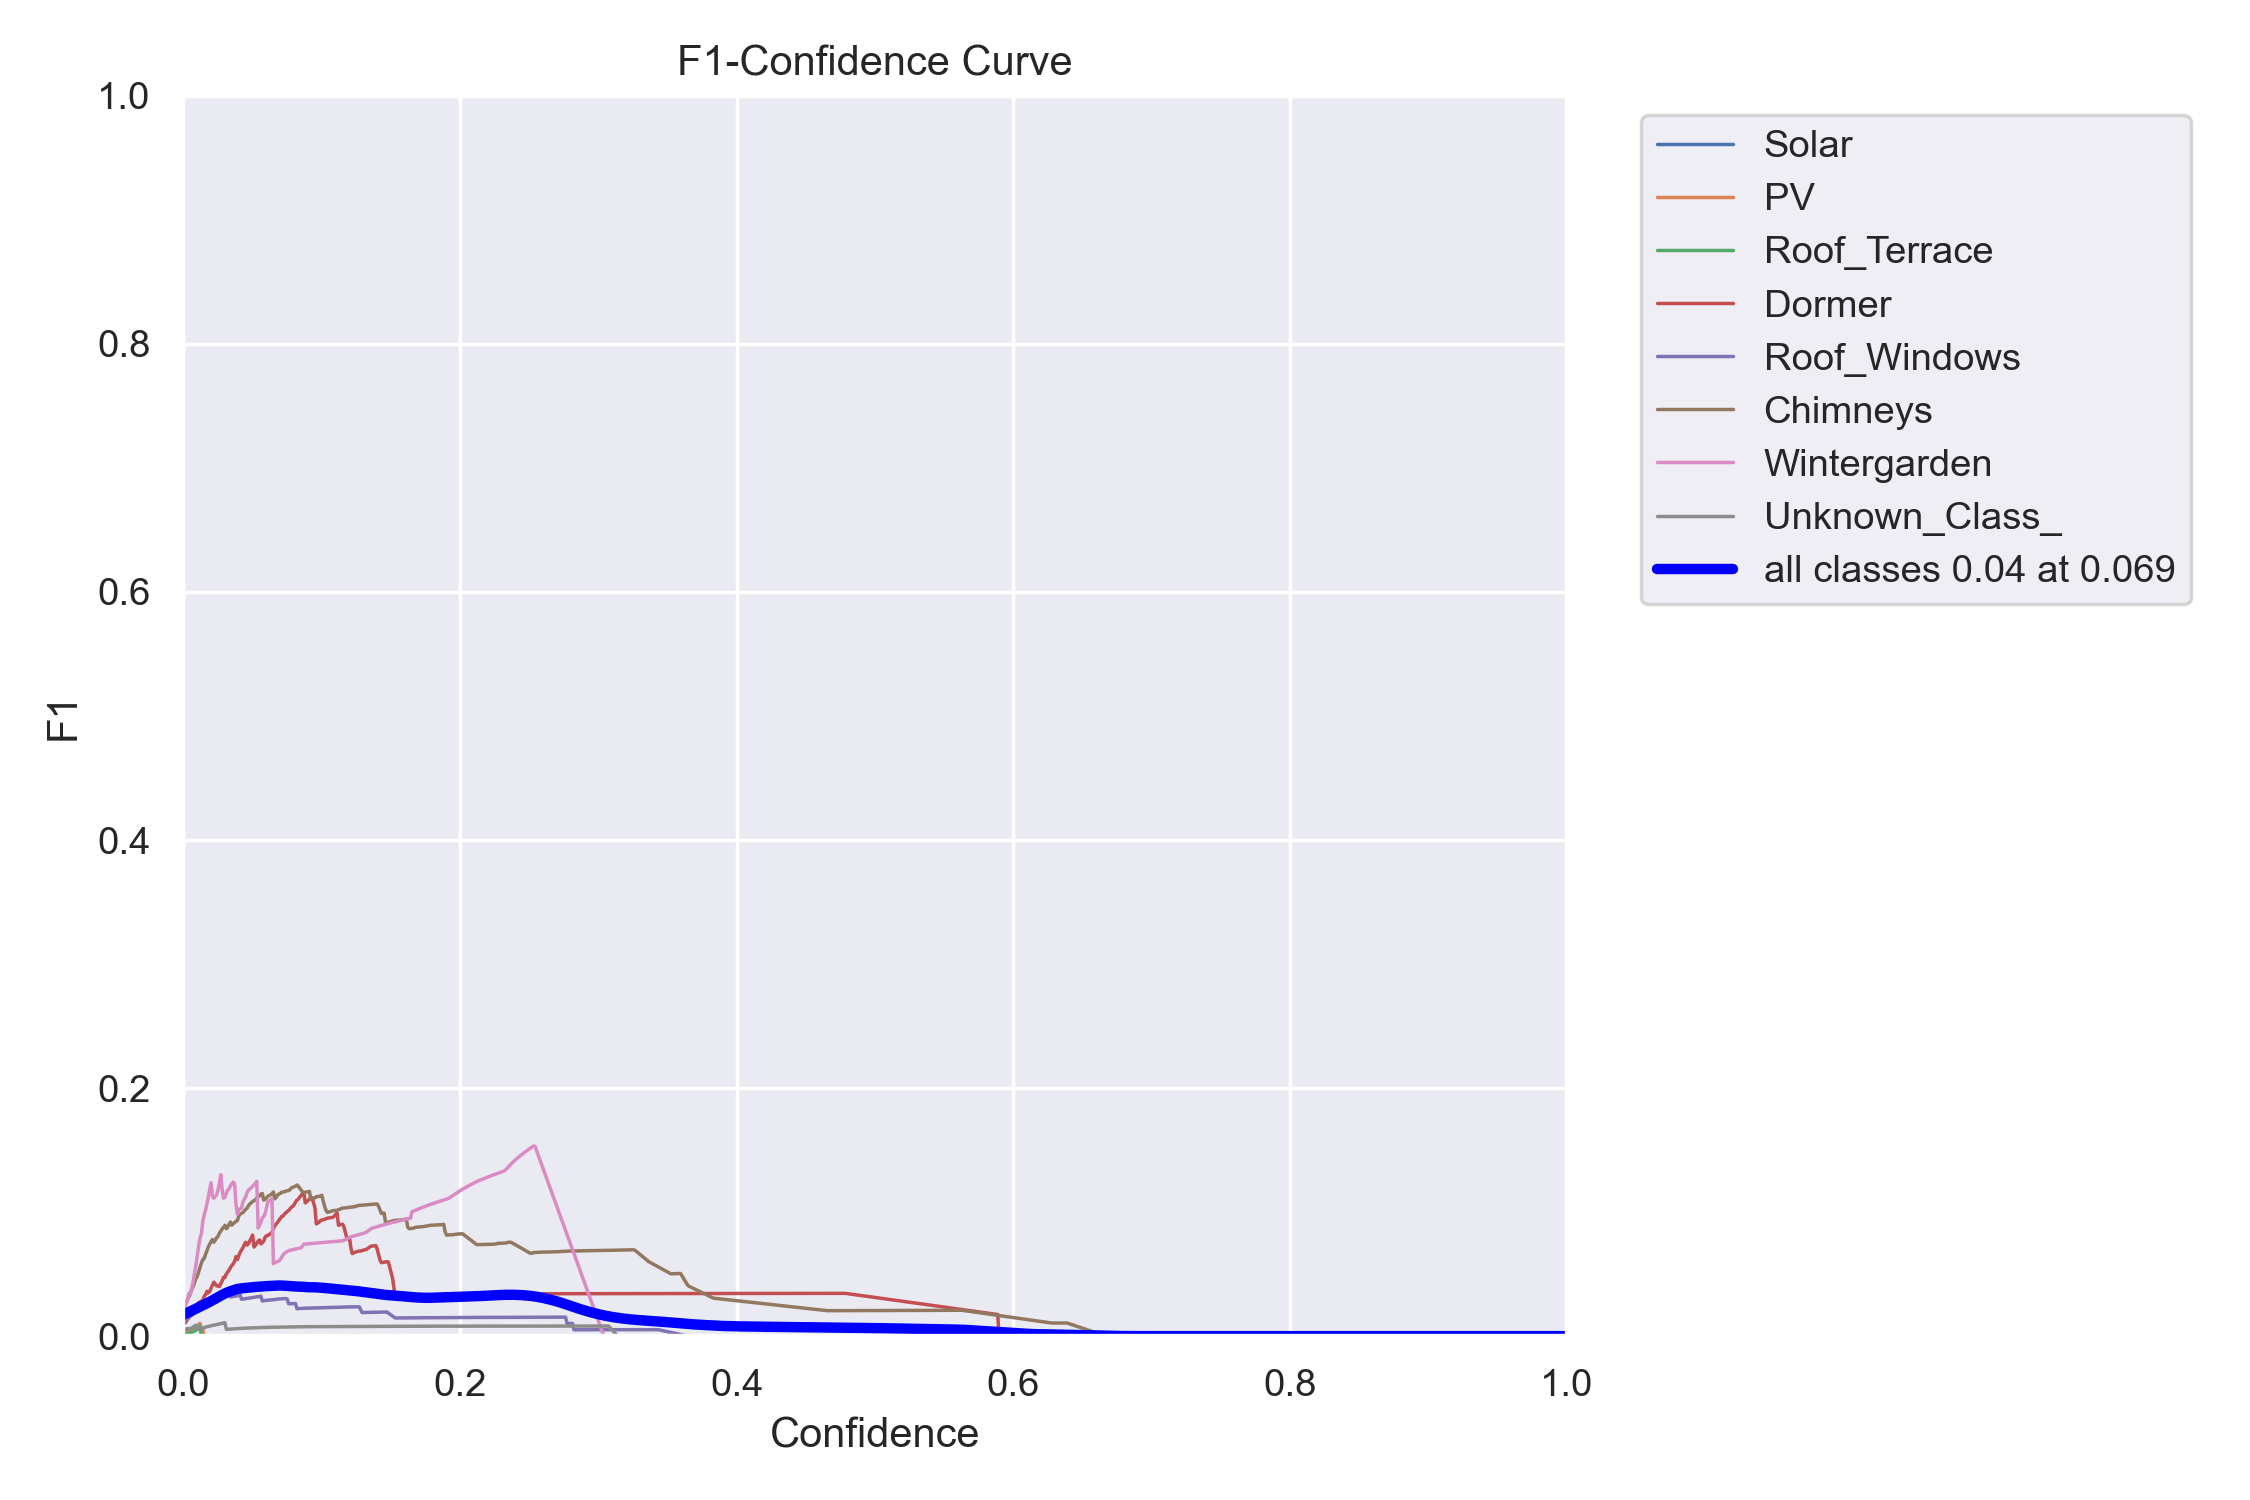 F1-Confidence Curve
1.0
0.8
0.6
0.4
0.2
0.0
F1
0.0 0.2 0.4 0.6 0.8 1.0
Confidence
Solar
PV
Roof_Terrace
Dormer
Roof_Windows
Chimneys
Wintergarden
Unknown_Class_
all classes 0.04 at 0.069